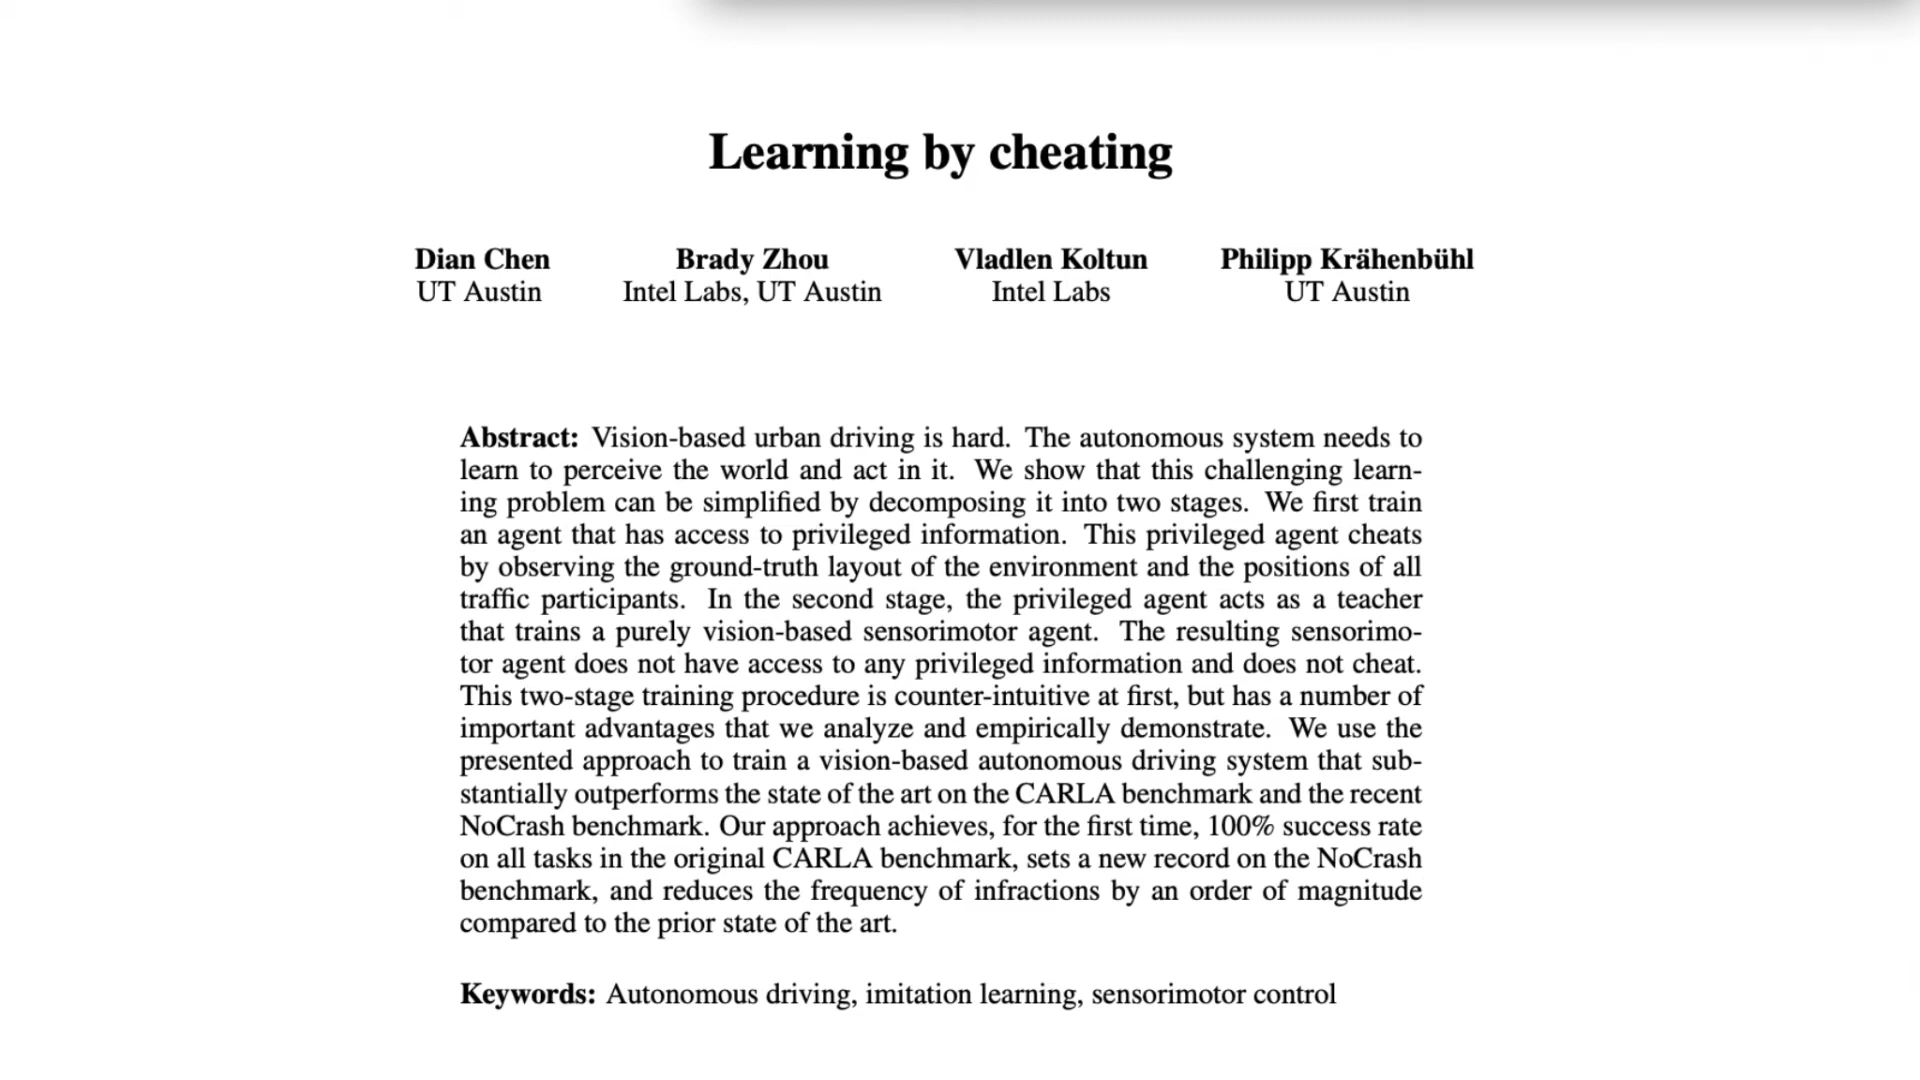 Learning by cheating
Dian Chen
UT Austin
Brady Zhou
Intel Labs, UT Austin
Vladlen Koltun
Intel Labs
Philipp Krähenbühl
UT Austin
Abstract: Vision-based urban driving is hard. The autonomous system needs to
learn to perceive the world and act in it. We show that this challenging learn-
ing problem can be simplified by decomposing it into two stages. We first train
an agent that has access to privileged information. This privileged agent cheats
by observing the ground-truth layout of the environment and the positions of all
traffic participants. In the second stage, the privileged agent acts as a teacher
that trains a purely vision-based sensorimotor agent. The resulting sensorimo-
tor agent does not have access to any privileged information and does not cheat.
This two-stage training procedure is counter-intuitive at first, but has a number of
important advantages that we analyze and empirically demonstrate. We use the
presented approach to train a vision-based autonomous driving system that sub-
stantially outperforms the state of the art on the CARLA benchmark and the recent
NoCrash benchmark. Our approach achieves, for the first time, 100% success rate
on all tasks in the original CARLA benchmark, sets a new record on the NoCrash
benchmark, and reduces the frequency of infractions by an order of magnitude
compared to the prior state of the art.
Keywords: Autonomous driving, imitation learning, sensorimotor control